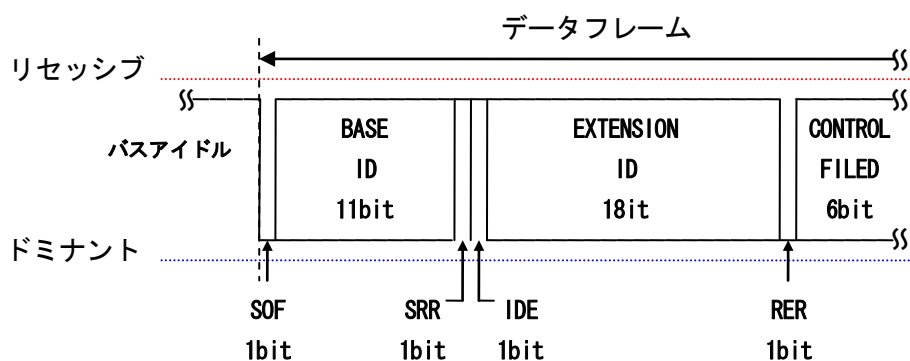 データフレーム
リセッシブ
バスアイドル
BASE
ID
11bit
EXTENSION
ID
18it
CONTROL
FILED
6bit
ドミナント
SOF
1bit
SRR
1bit
IDE
1bit
RER
1bit